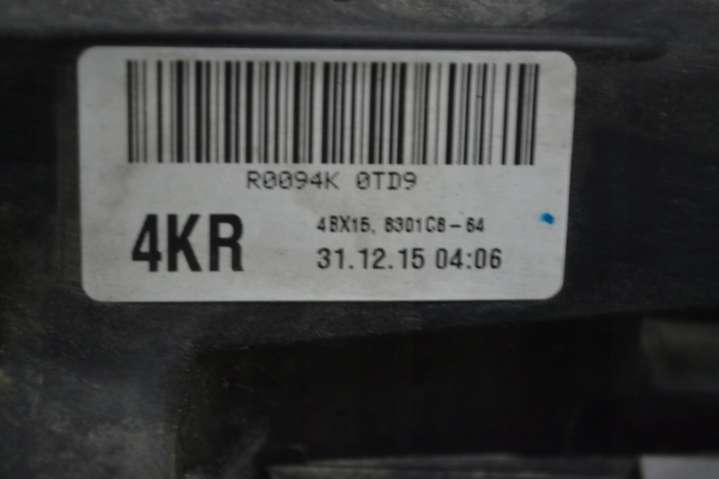 R0094K 0TD9
4KR
4BX15, 8301C8-64
31.12.15 04:06